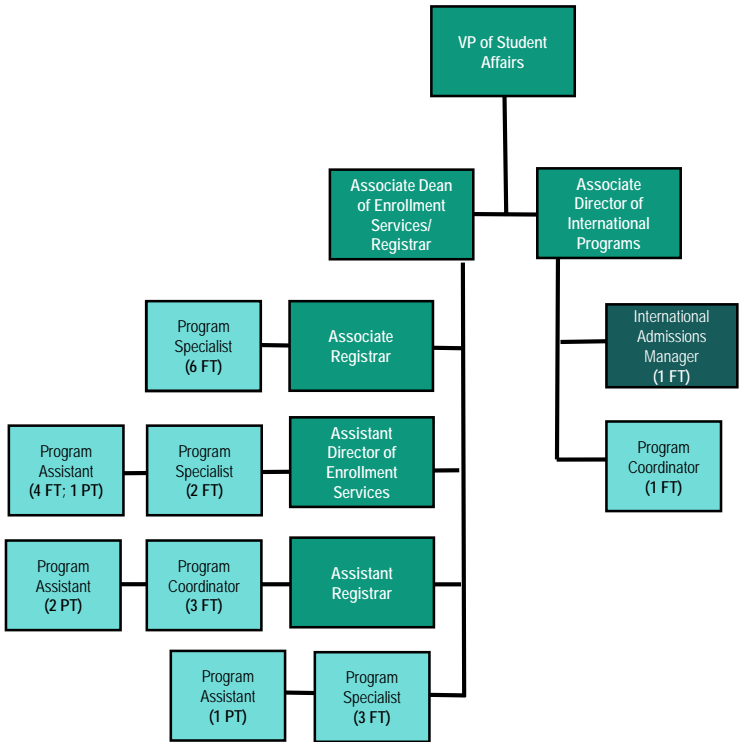 VP of Student
Affairs
Associate Dean
of Enrollment
Services/
Registrar
Associate
Director of
International
Programs
Program
Specialist
(6 FT)
Associate
Registrar
International
Admissions
Manager
(1 FT)
Program
Assistant
(4 FT; 1 PT)
Program
Specialist
(2 FT)
Assistant
Director of
Enrollment
Services
Program
Coordinator
(1 FT)
Program
Assistant
(2 PT)
Program
Coordinator
(3 FT)
Assistant
Registrar
Program
Assistant
(1 PT)
Program
Specialist
(3 FT)